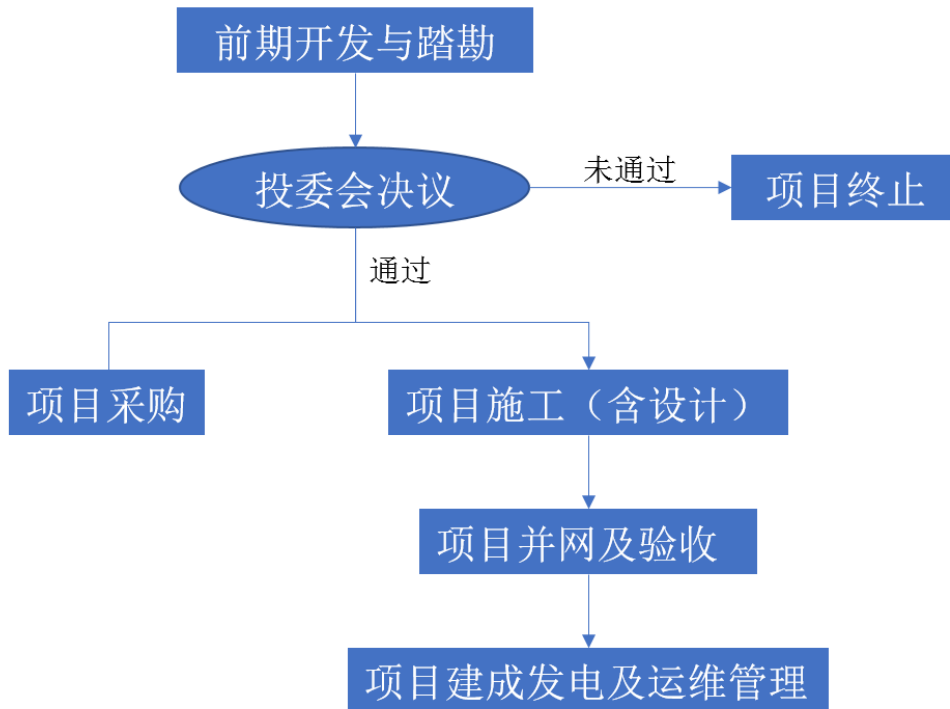 前期开发与踏勘
投委会决议
未通过
项目终止
通过
项目采购
项目施工（含设计）
项目并网及验收
项目建成发电及运维管理